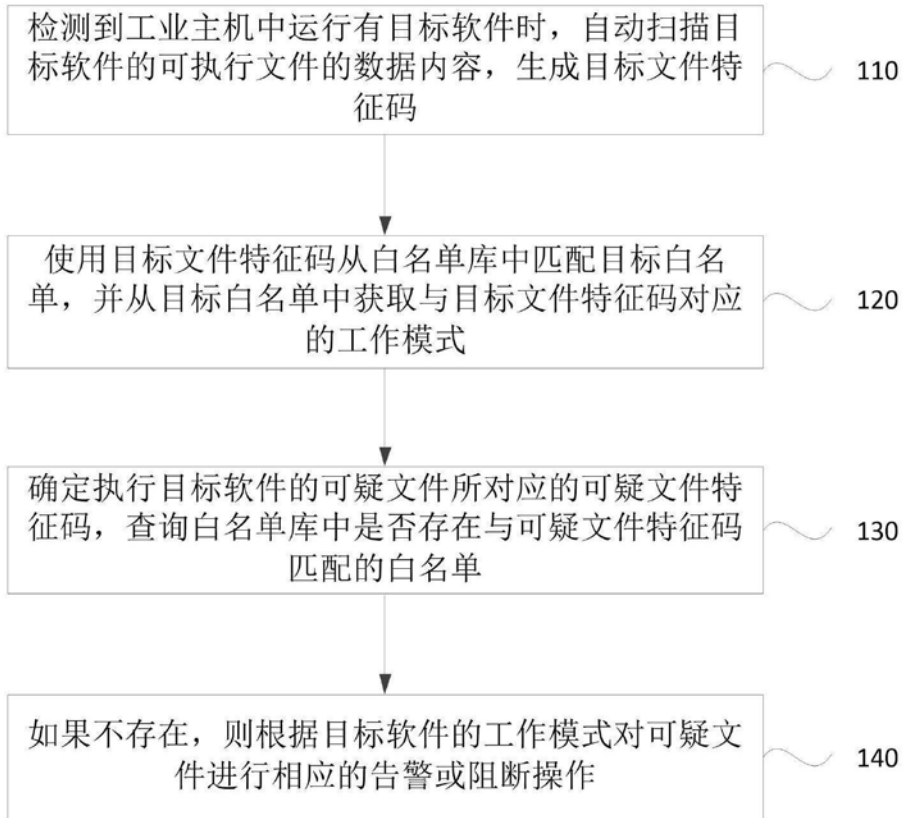 检测到工业主机中运行有目标软件时，自动扫描目
标软件的可执行文件的数据内容，生成目标文件特
征码
110
使用目标文件特征码从白名单库中匹配目标白名
单，并从目标白名单中获取与目标文件特征码对应
的工作模式
120
确定执行目标软件的可疑文件所对应的可疑文件特
征码，查询白名单库中是否存在与可疑文件特征码
匹配的白名单
130
如果不存在，则根据目标软件的工作模式对可疑文
件进行相应的告警或阻断操作
140